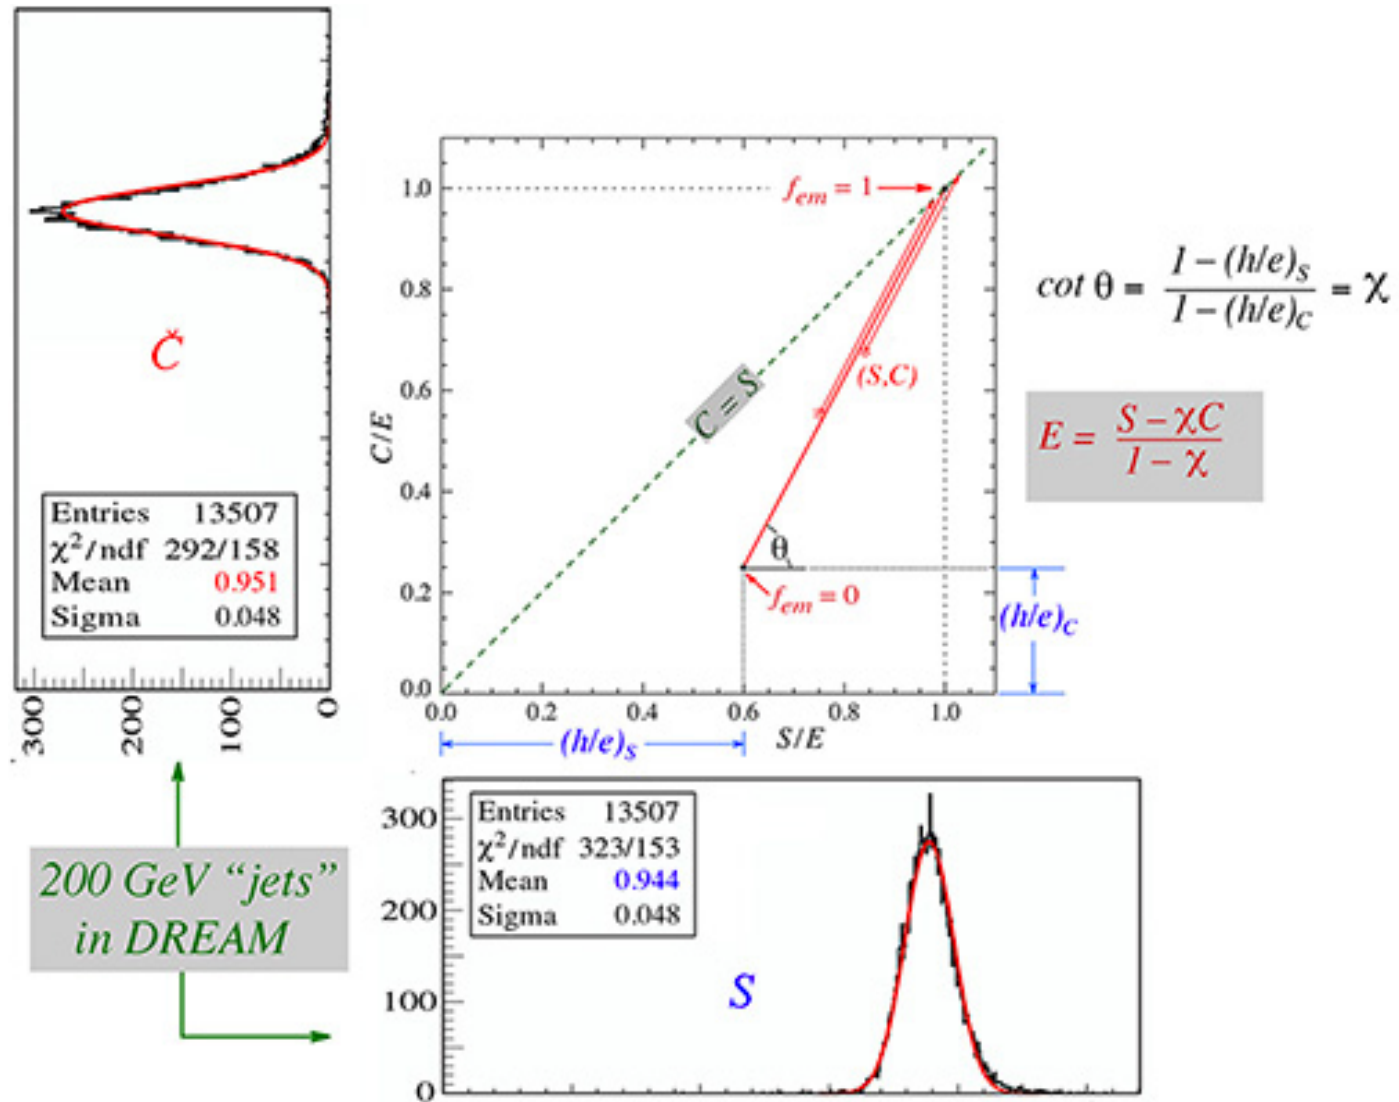 Č
Entries 13507
χ²/ndf 292/158
Mean 0.951
Sigma 0.048
300 200 100 0
1.0
0.8
0.6
0.4
0.2
0.0
C/E
f_em = 1
(S,C)
C = S
θ
f_em = 0
(h/e)_C
0.0 0.2 0.4 0.6 0.8 1.0
(h/e)_S
S/E
cot θ = \frac{1 − (h/e)_S}{1 − (h/e)_C} = χ
E = \frac{S − χC}{1 − χ}
200 GeV “jets”
in DREAM
300
200
100
0
Entries 13507
χ²/ndf 323/153
Mean 0.944
Sigma 0.048
S